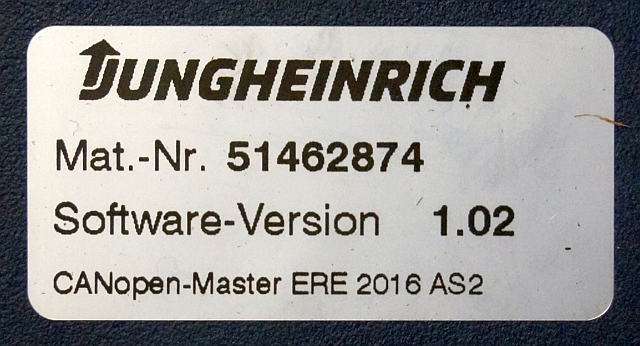 JUNGHEINRICH
Mat.-Nr. 51462874
Software-Version 1.02
CANopen-Master ERE 2016 AS2